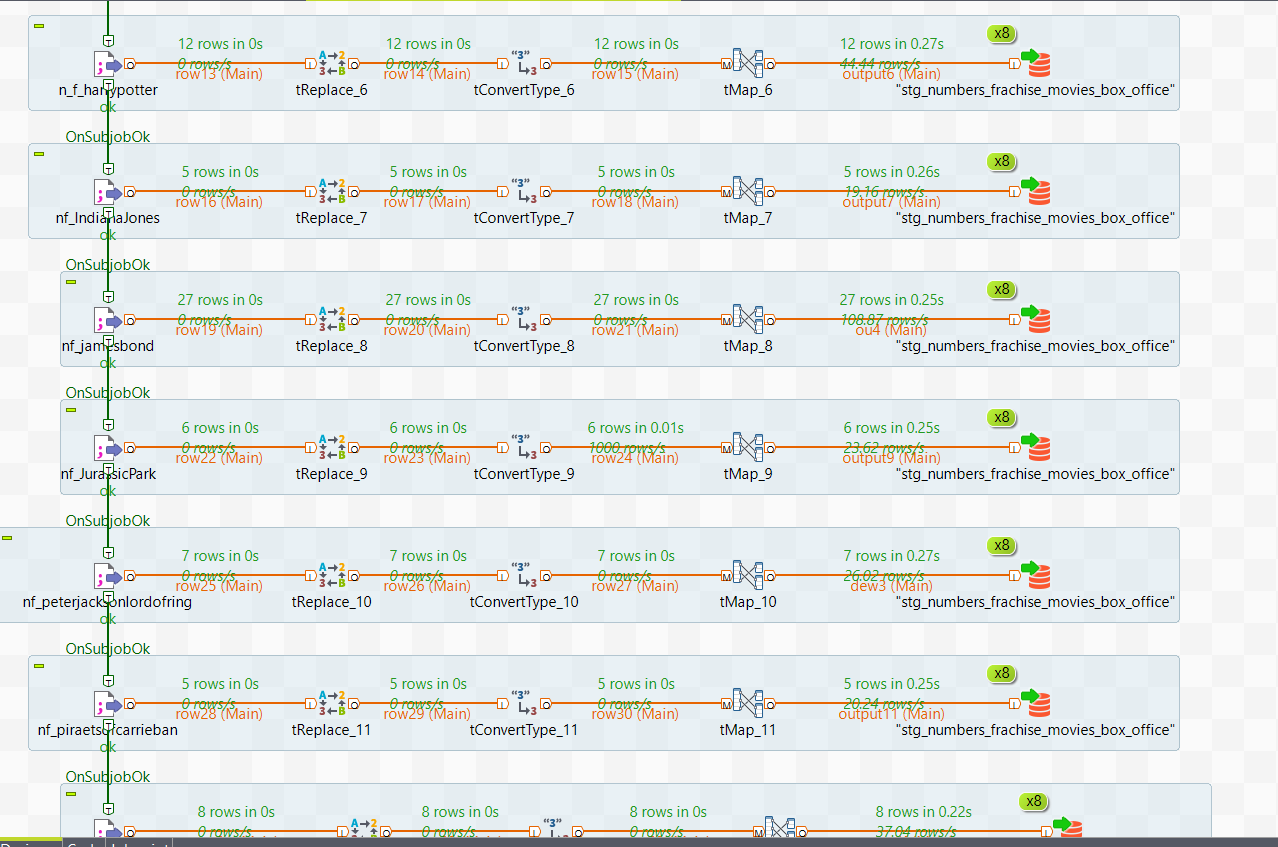 12 rows in 0s 12 rows in 0s 12 rows in 0s 12 rows in 0.27s x8
0 rows/s 0 rows/s 0 rows/s 44.44 rows/s
row13 (Main) row14 (Main) row15 (Main) output6 (Main)
n_f_harrypotter tReplace_6 tConvertType_6 tMap_6 "stg_numbers_frachise_movies_box_office"
ok
OnSubjobOk
5 rows in 0s 5 rows in 0s 5 rows in 0s 5 rows in 0.26s x8
0 rows/s 0 rows/s 0 rows/s 19.16 rows/s
row16 (Main) row17 (Main) row18 (Main) output7 (Main)
nf_IndianaJones tReplace_7 tConvertType_7 tMap_7 "stg_numbers_frachise_movies_box_office"
ok
OnSubjobOk
27 rows in 0s 27 rows in 0s 27 rows in 0s 27 rows in 0.25s x8
0 rows/s 0 rows/s 0 rows/s 108.87 rows/s
row19 (Main) row20 (Main) row21 (Main) ou4 (Main)
nf_jamesbond tReplace_8 tConvertType_8 tMap_8 "stg_numbers_frachise_movies_box_office"
ok
OnSubjobOk
6 rows in 0s 6 rows in 0s 6 rows in 0.01s 6 rows in 0.25s x8
0 rows/s 0 rows/s 1000 rows/s 23.62 rows/s
row22 (Main) row23 (Main) row24 (Main) output9 (Main)
nf_JurassicPark tReplace_9 tConvertType_9 tMap_9 "stg_numbers_frachise_movies_box_office"
ok
OnSubjobOk
7 rows in 0s 7 rows in 0s 7 rows in 0s 7 rows in 0.27s x8
0 rows/s 0 rows/s 0 rows/s 26.02 rows/s
row25 (Main) row26 (Main) row27 (Main) dew3 (Main)
nf_peterjacksonlordofring tReplace_10 tConvertType_10 tMap_10 "stg_numbers_frachise_movies_box_office"
ok
OnSubjobOk
5 rows in 0s 5 rows in 0s 5 rows in 0s 5 rows in 0.25s x8
0 rows/s 0 rows/s 0 rows/s 20.24 rows/s
row28 (Main) row29 (Main) row30 (Main) output11 (Main)
nf_piraetsofcarrieban tReplace_11 tConvertType_11 tMap_11 "stg_numbers_frachise_movies_box_office"
ok
OnSubjobOk
8 rows in 0s 8 rows in 0s 8 rows in 0s 8 rows in 0.22s x8
0 rows/s 0 rows/s 0 rows/s 37.04 rows/s